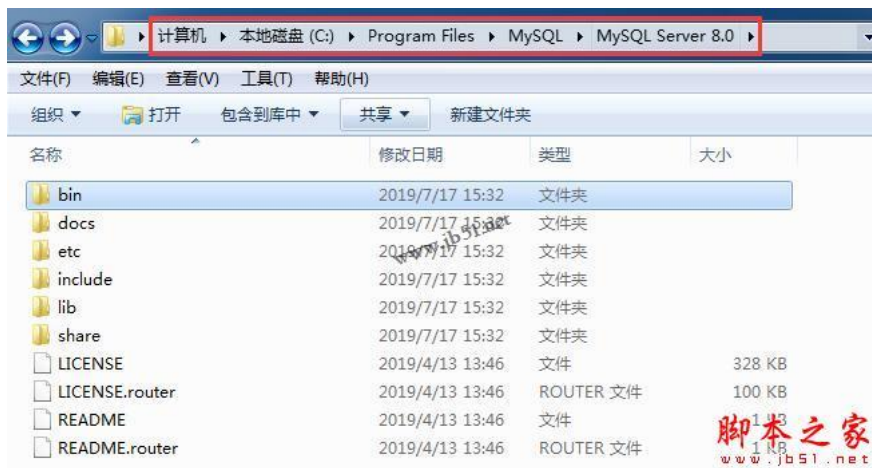 计算机 本地磁盘 (C:) Program Files MySQL MySQL Server 8.0
文件(F) 编辑(E) 查看(V) 工具(T) 帮助(H)
组织 打开 包含到库中 共享 新建文件夹
名称 修改日期 类型 大小
bin 2019/7/17 15:32 文件夹
docs 2019/7/17 15:32 文件夹
www.jb51.net
etc 2019/7/17 15:32 文件夹
include 2019/7/17 15:32 文件夹
lib 2019/7/17 15:32 文件夹
share 2019/7/17 15:32 文件夹
LICENSE 2019/4/13 13:46 文件 328 KB
LICENSE.router 2019/4/13 13:46 ROUTER 文件 100 KB
README 2019/4/13 13:46 文件 1 KB
README.router 2019/4/13 13:46 ROUTER 文件 1 KB
脚本之家
www.jb51.net